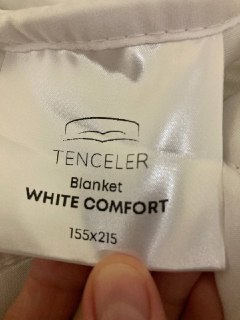 TENCELER
Blanket
WHITE COMFORT
155x215